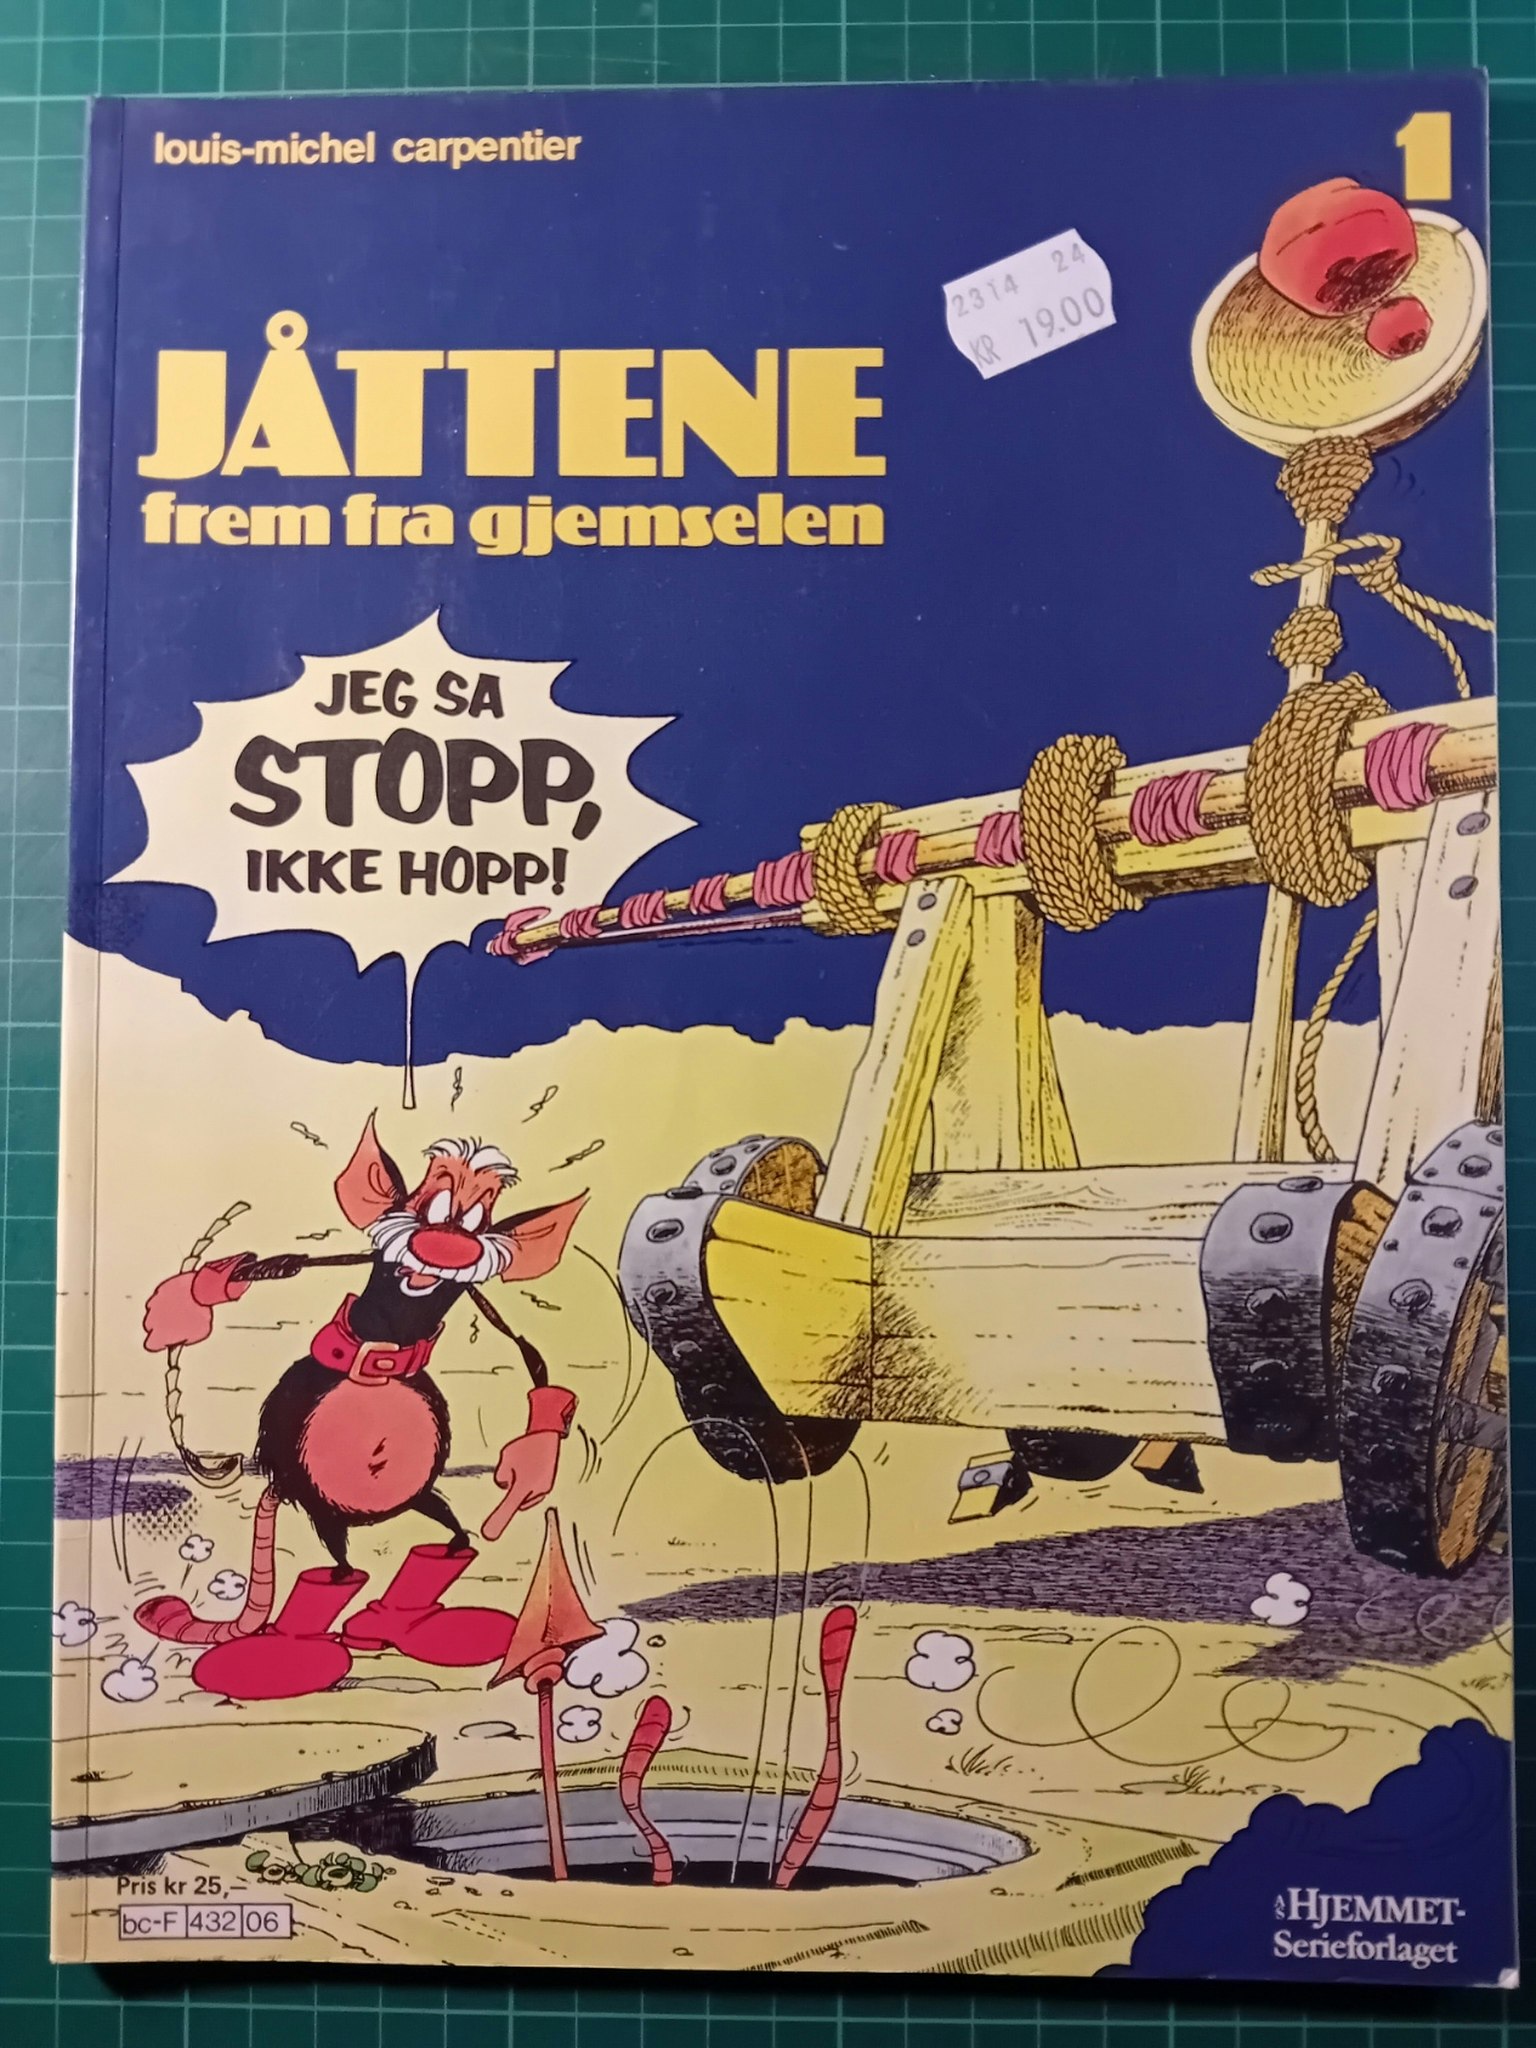 louis-michel carpentier
1
2314 24
KR 19.00
JÅTTENE
frem fra gjemselen
JEG SA
STOPP,
IKKE HOPP!
Pris kr 25,-
bc-F 432 06
A/S HJEMMET-
Serieforlaget